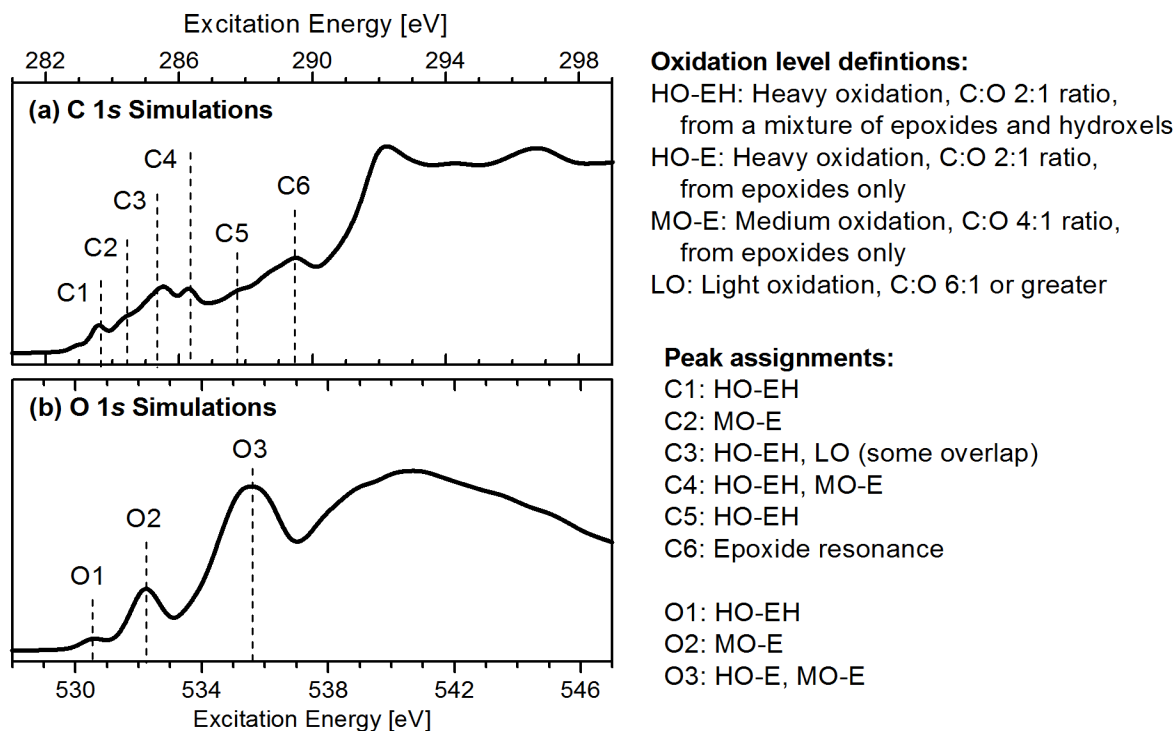 Excitation Energy [eV]
282 286 290 294 298
(a) C 1s Simulations
C1
C2
C3
C4
C5
C6
(b) O 1s Simulations
O1
O2
O3
530 534 538 542 546
Excitation Energy [eV]
Oxidation level defintions:
HO-EH: Heavy oxidation, C:O 2:1 ratio,
from a mixture of epoxides and hydroxels
HO-E: Heavy oxidation, C:O 2:1 ratio,
from epoxides only
MO-E: Medium oxidation, C:O 4:1 ratio,
from epoxides only
LO: Light oxidation, C:O 6:1 or greater
Peak assignments:
C1: HO-EH
C2: MO-E
C3: HO-EH, LO (some overlap)
C4: HO-EH, MO-E
C5: HO-EH
C6: Epoxide resonance
O1: HO-EH
O2: MO-E
O3: HO-E, MO-E